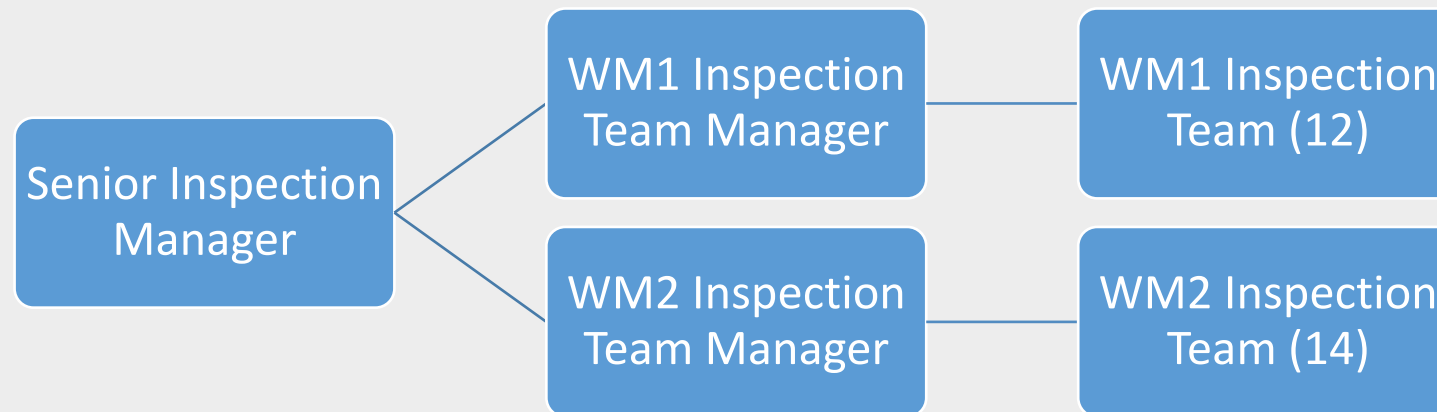 Senior Inspection
Manager
WM1 Inspection
Team Manager
WM1 Inspection
Team (12)
WM2 Inspection
Team Manager
WM2 Inspection
Team (14)